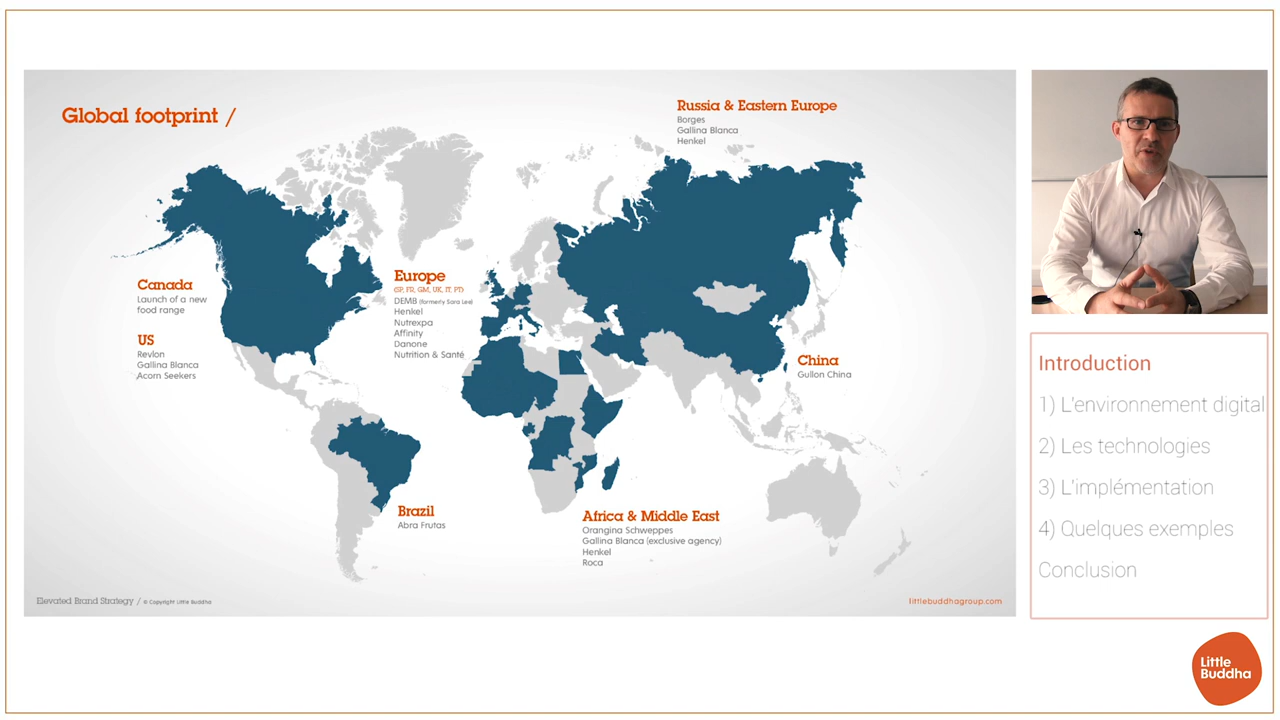 Global footprint /
Russia & Eastern Europe
Borges
Gallina Blanca
Henkel
Canada
Launch of a new
food range
US
Revlon
Gallina Blanca
Acorn Seekers
Europe
(SP, FR, GM, UK, IT, PT)
DEMB (formerly Sara Lee)
Henkel
Nutrexpa
Affinity
Danone
Nutrition & Santé
China
Gullon China
Brazil
Abra Frutas
Africa & Middle East
Orangina Schweppes
Gallina Blanca (exclusive agency)
Henkel
Roca
Elevated Brand Strategy / © Copyright Little Buddha
littlebuddhagroup.com
Introduction
1) L'environnement digital
2) Les technologies
3) L'implémentation
4) Quelques exemples
Conclusion
Little
Buddha